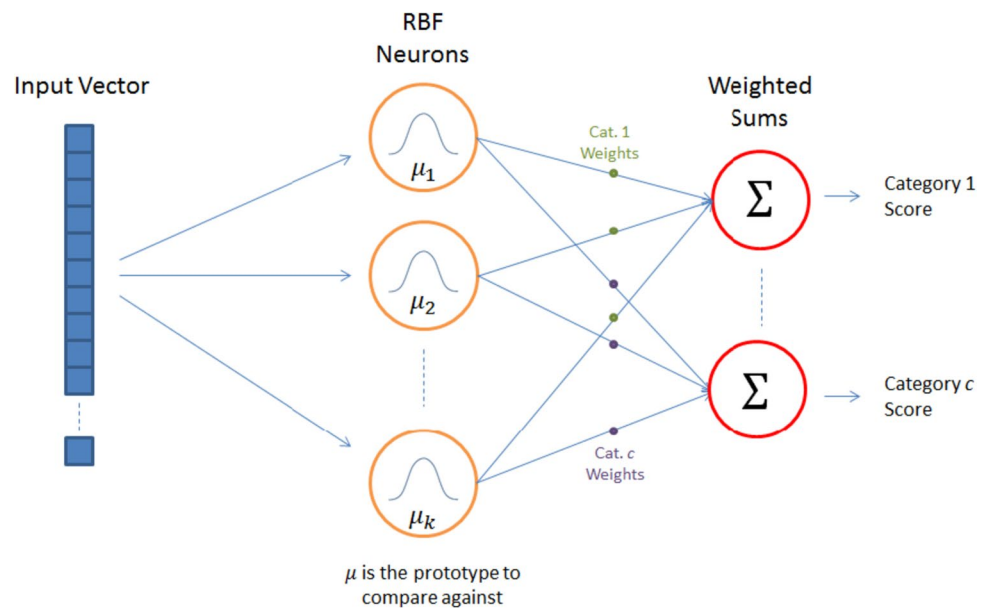 Input Vector
RBF
Neurons
μ₁
μ₂
μₖ
μ is the prototype to
compare against
Cat. 1
Weights
Cat. c
Weights
Weighted
Sums
Σ
Σ
Category 1
Score
Category c
Score